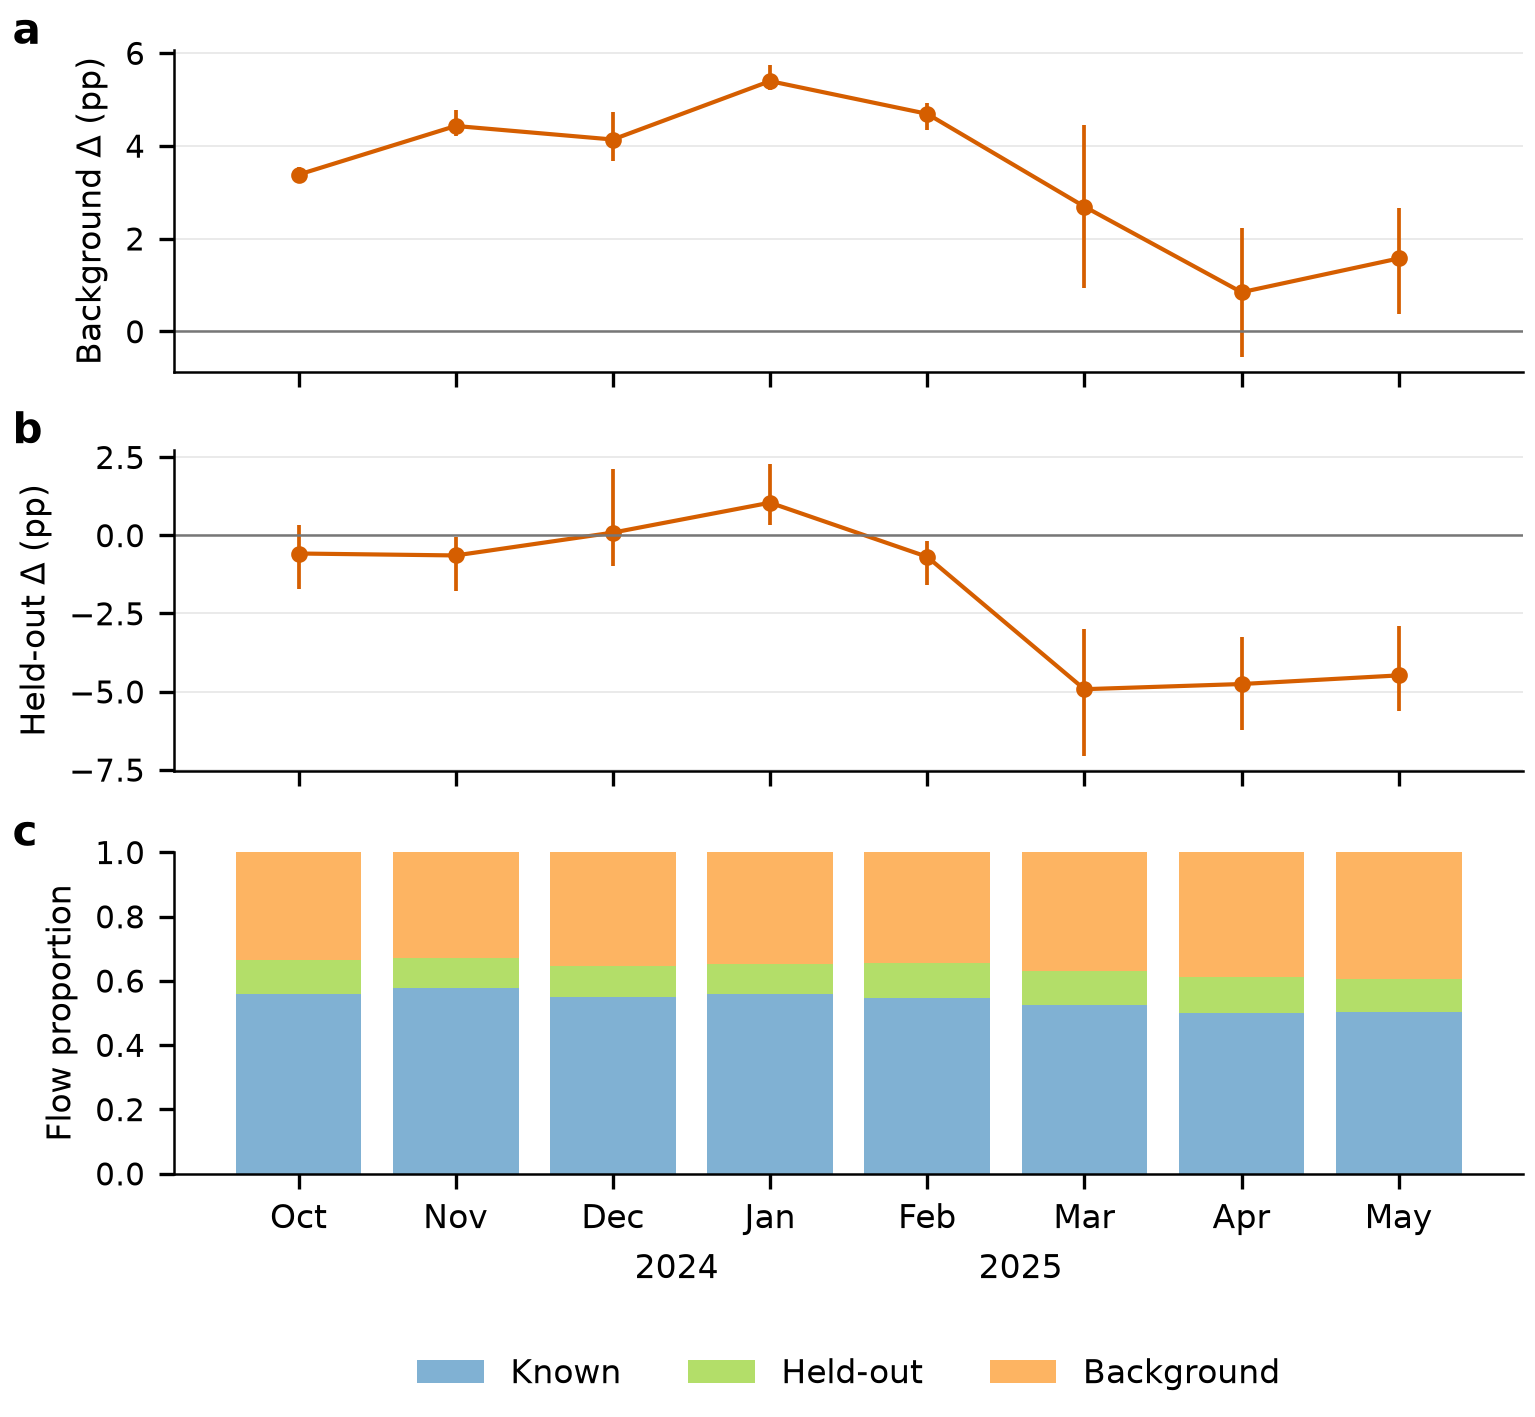 a
Background Δ (pp)
6
4
2
0
b
Held-out Δ (pp)
2.5
0.0
−2.5
−5.0
−7.5
c
Flow proportion
1.0
0.8
0.6
0.4
0.2
0.0
Oct Nov Dec Jan Feb Mar Apr May
2024 2025
Known Held-out Background